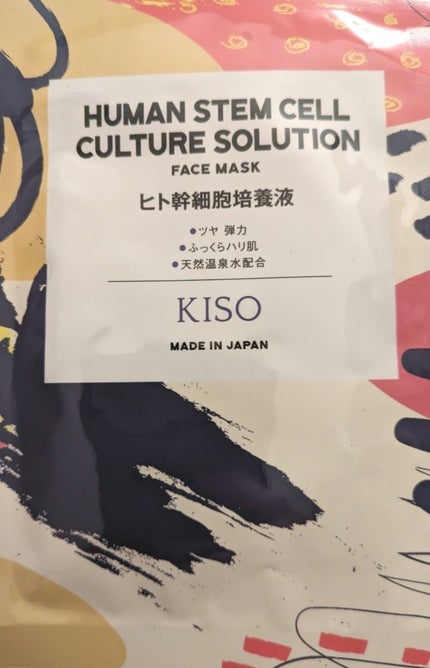 HUMAN STEM CELL
CULTURE SOLUTION
FACE MASK
ヒト幹細胞培養液
●ツヤ 弾力
●ふっくらハリ肌
●天然温泉水配合
KISO
MADE IN JAPAN